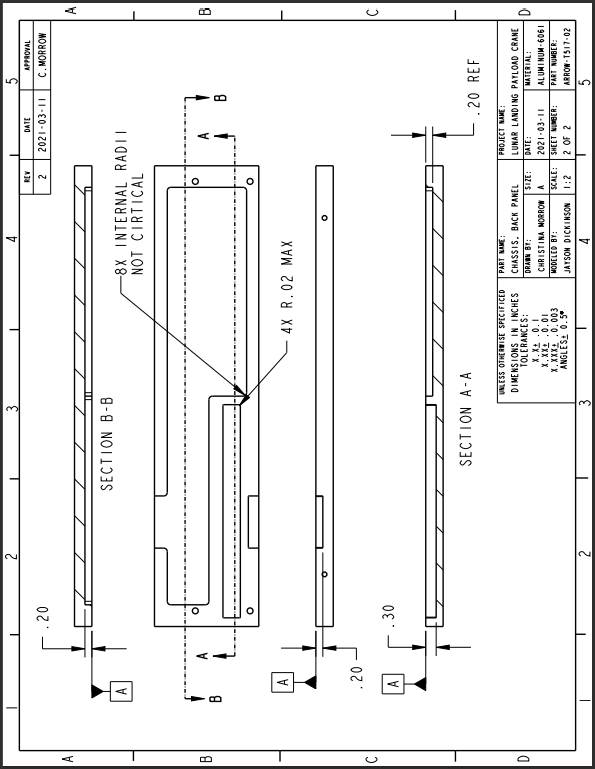 A
B
C
D
5
4
3
2
REV
DATE
APPROVAL
2
2021-03-11
C.MORROW
.20
A
SECTION B-B
B
A
8X INTERNAL RADII
NOT CIRTICAL
4X R.02 MAX
A
B
A
.20
.20 REF
.30
A
SECTION A-A
UNLESS OTHERWISE SPECIFIED
DIMENSIONS IN INCHES
TOLERANCES:
X.X± .0.1
X.XX± .0.01
X.XXX± .0.003
ANGLES± 0.5°
PART NAME:
CHASSIS, BACK PANEL
PROJECT NAME:
LUNAR LANDING PAYLOAD CRANE
DRAWN BY:
CHRISTINA MORROW
SIZE:
A
DATE:
2021-03-11
MATERIAL:
ALUMINUM-6061
MODELED BY:
JAYSON DICKINSON
SCALE:
1:2
SHEET NUMBER:
2 OF 2
PART NUMBER:
ARROW-T517-02
5
4
3
2
A
B
C
D